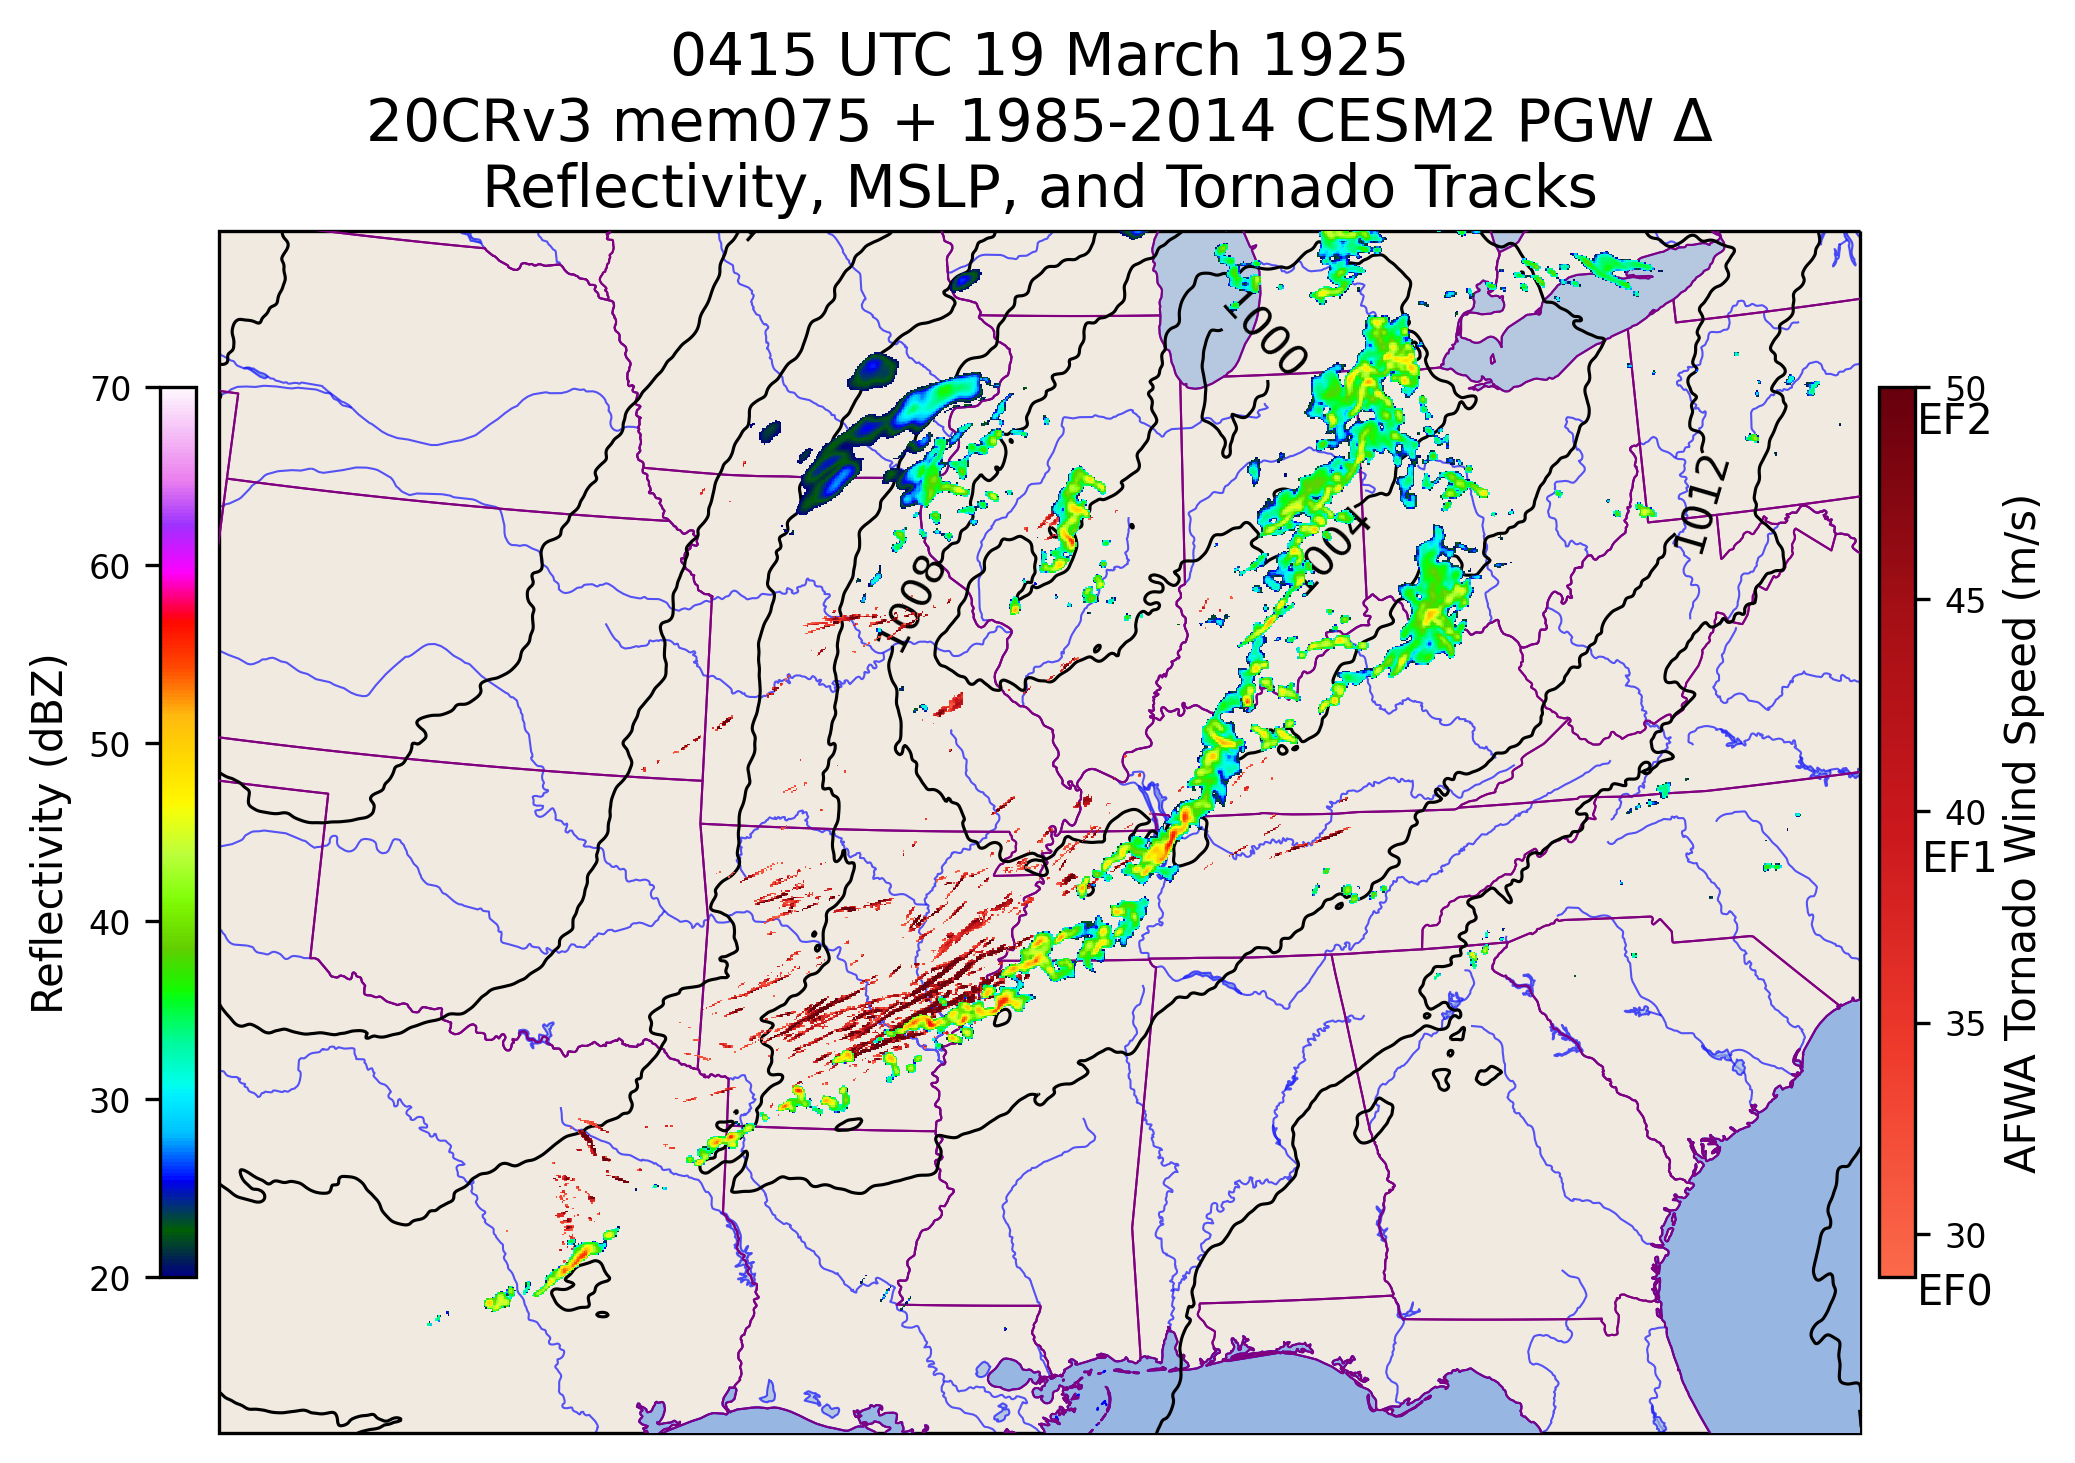 0415 UTC 19 March 1925
20CRv3 mem075 + 1985-2014 CESM2 PGW Δ
Reflectivity, MSLP, and Tornado Tracks
1000
1004
1008
1012
Reflectivity (dBZ)
70
60
50
40
30
20
50
EF2
45
40
EF1
35
30
EF0
AFWA Tornado Wind Speed (m/s)